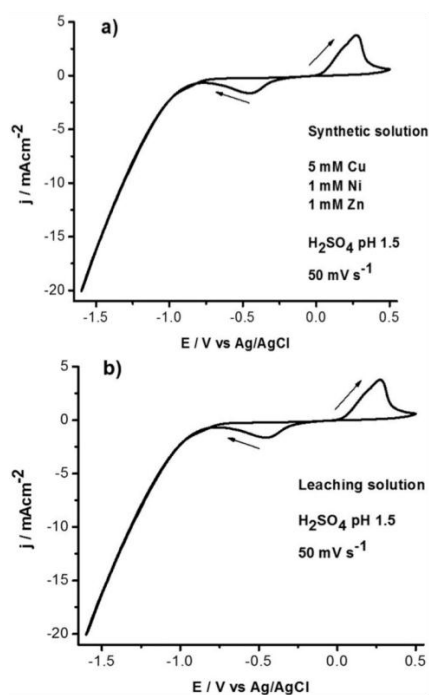 a)
5
0
-5
-10
-15
-20
j / mAcm-2
Synthetic solution
5 mM Cu
1 mM Ni
1 mM Zn
H2SO4 pH 1.5
50 mV s-1
-1.5 -1.0 -0.5 0.0 0.5
E / V vs Ag/AgCl
b)
5
0
-5
-10
-15
-20
j / mAcm-2
Leaching solution
H2SO4 pH 1.5
50 mV s-1
-1.5 -1.0 -0.5 0.0 0.5
E / V vs Ag/AgCl